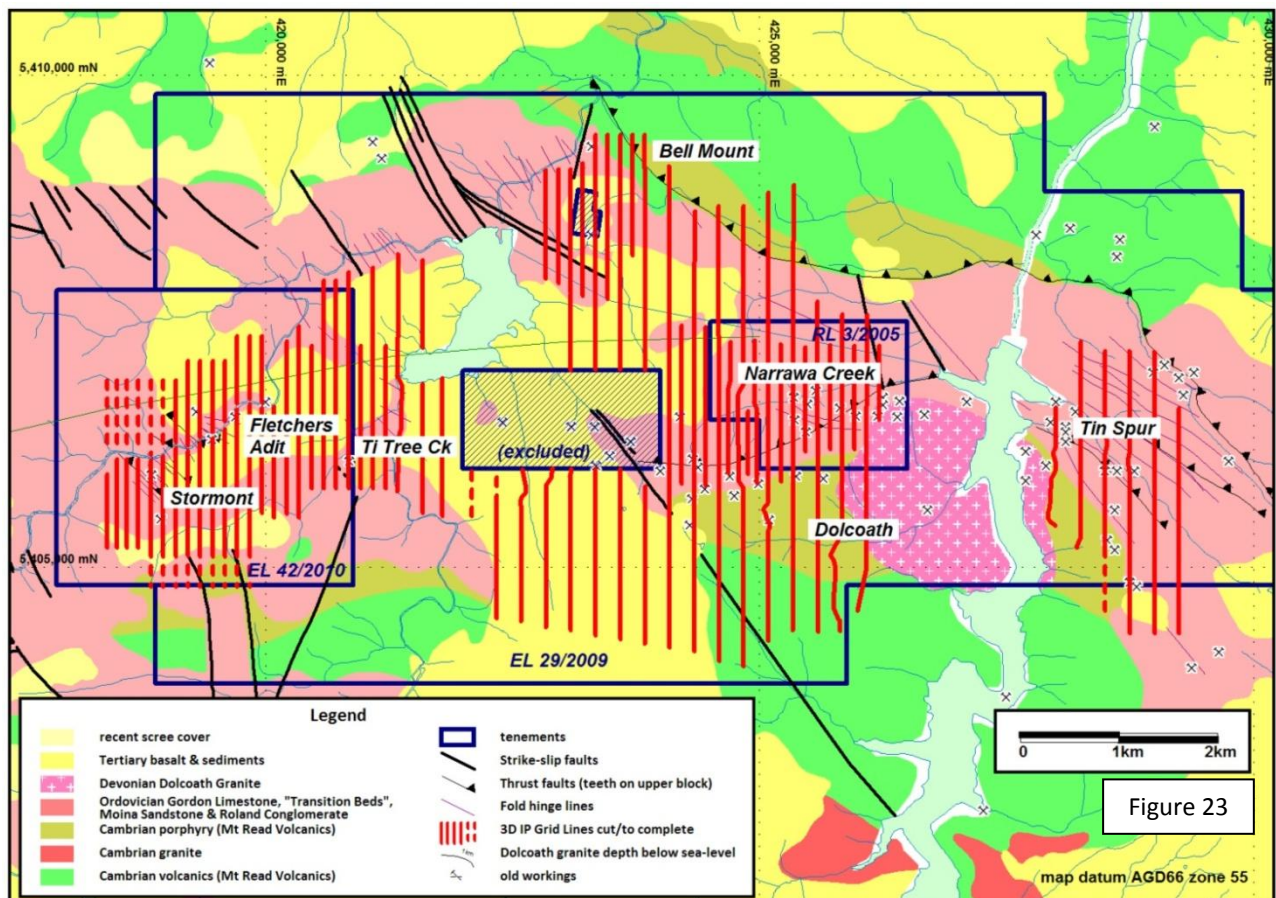 420,000 mE
425,000 mE
430,000 mE
5,410,000 mN
Bell Mount
RL 3/2005
Narrawa Creek
Fletchers
Adit
Ti Tree Ck
(excluded)
Tin Spur
Stormont
Dolcoath
5,405,000 mN
EL 42/2010
EL 29/2009
Legend
recent scree cover
Tertiary basalt & sediments
Devonian Dolcoath Granite
Ordovician Gordon Limestone, "Transition Beds",
Moina Sandstone & Roland Conglomerate
Cambrian porphyry (Mt Read Volcanics)
Cambrian granite
Cambrian volcanics (Mt Read Volcanics)
tenements
Strike-slip faults
Thrust faults (teeth on upper block)
Fold hinge lines
3D IP Grid Lines cut/to complete
1km
Dolcoath granite depth below sea-level
old workings
0 1km 2km
Figure 23
map datum AGD66 zone 55